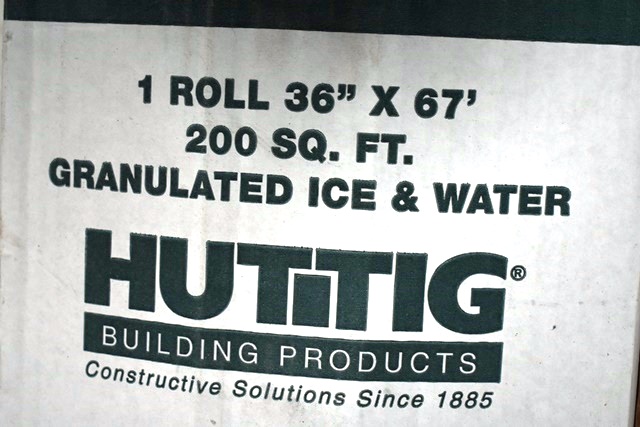 1 ROLL 36" X 67'
200 SQ. FT.
GRANULATED ICE & WATER
HUTTIG®
BUILDING PRODUCTS
Constructive Solutions Since 1885